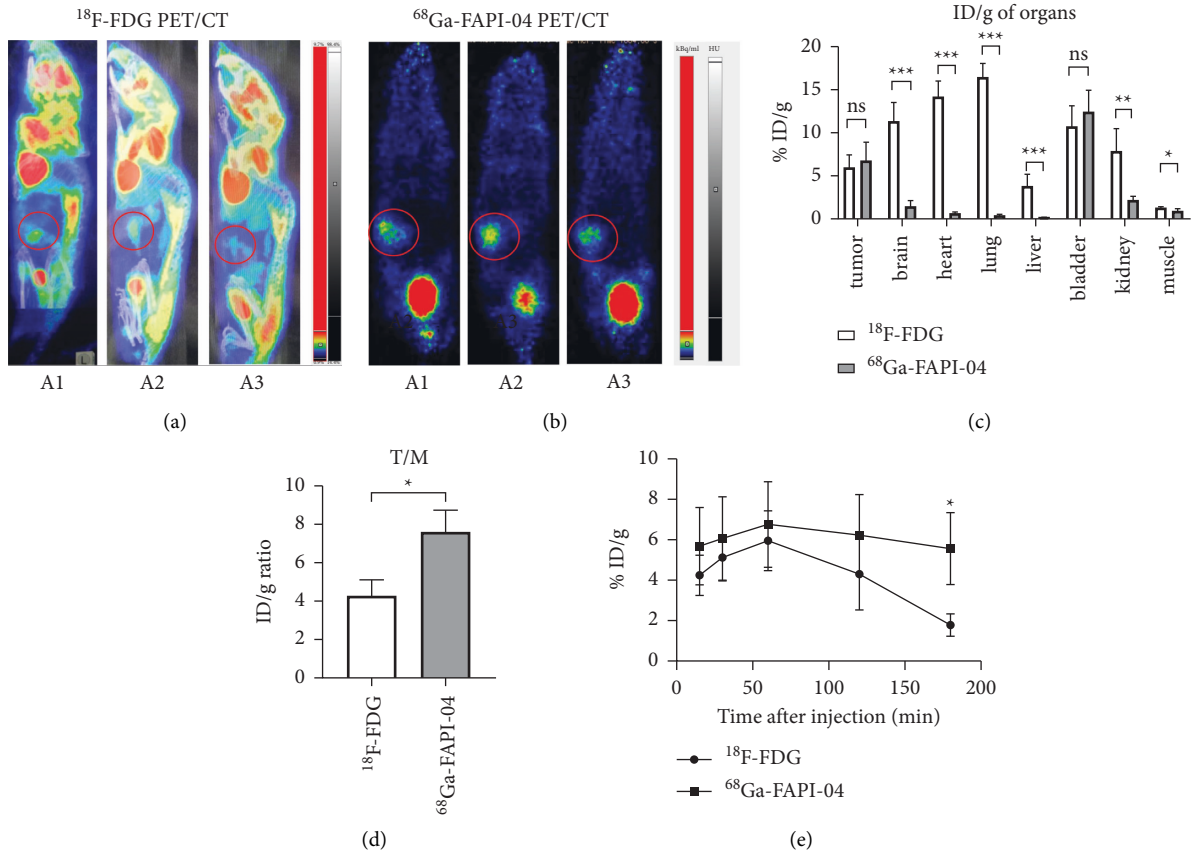 ¹⁸F-FDG PET/CT
A1 A2 A3
(a)
⁶⁸Ga-FAPI-04 PET/CT
kBq/ml HU
A1 A2 A3
(b)
ID/g of organs
% ID/g
20
15
10
5
0
ns *** *** *** *** ns ** *
tumor brain heart lung liver bladder kidney muscle
¹⁸F-FDG
⁶⁸Ga-FAPI-04
(c)
T/M
*
ID/g ratio
10
8
6
4
2
0
¹⁸F-FDG
⁶⁸Ga-FAPI-04
(d)
% ID/g
10
8
6
4
2
0
*
0 50 100 150 200
Time after injection (min)
¹⁸F-FDG
⁶⁸Ga-FAPI-04
(e)